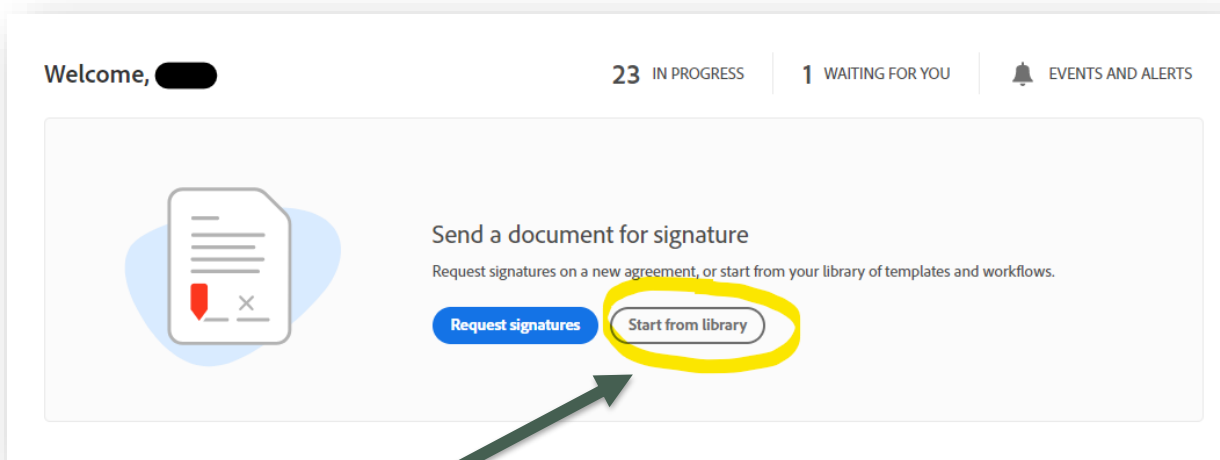 Welcome,
23 IN PROGRESS
1 WAITING FOR YOU
EVENTS AND ALERTS
Send a document for signature
Request signatures on a new agreement, or start from your library of templates and workflows.
Request signatures
Start from library